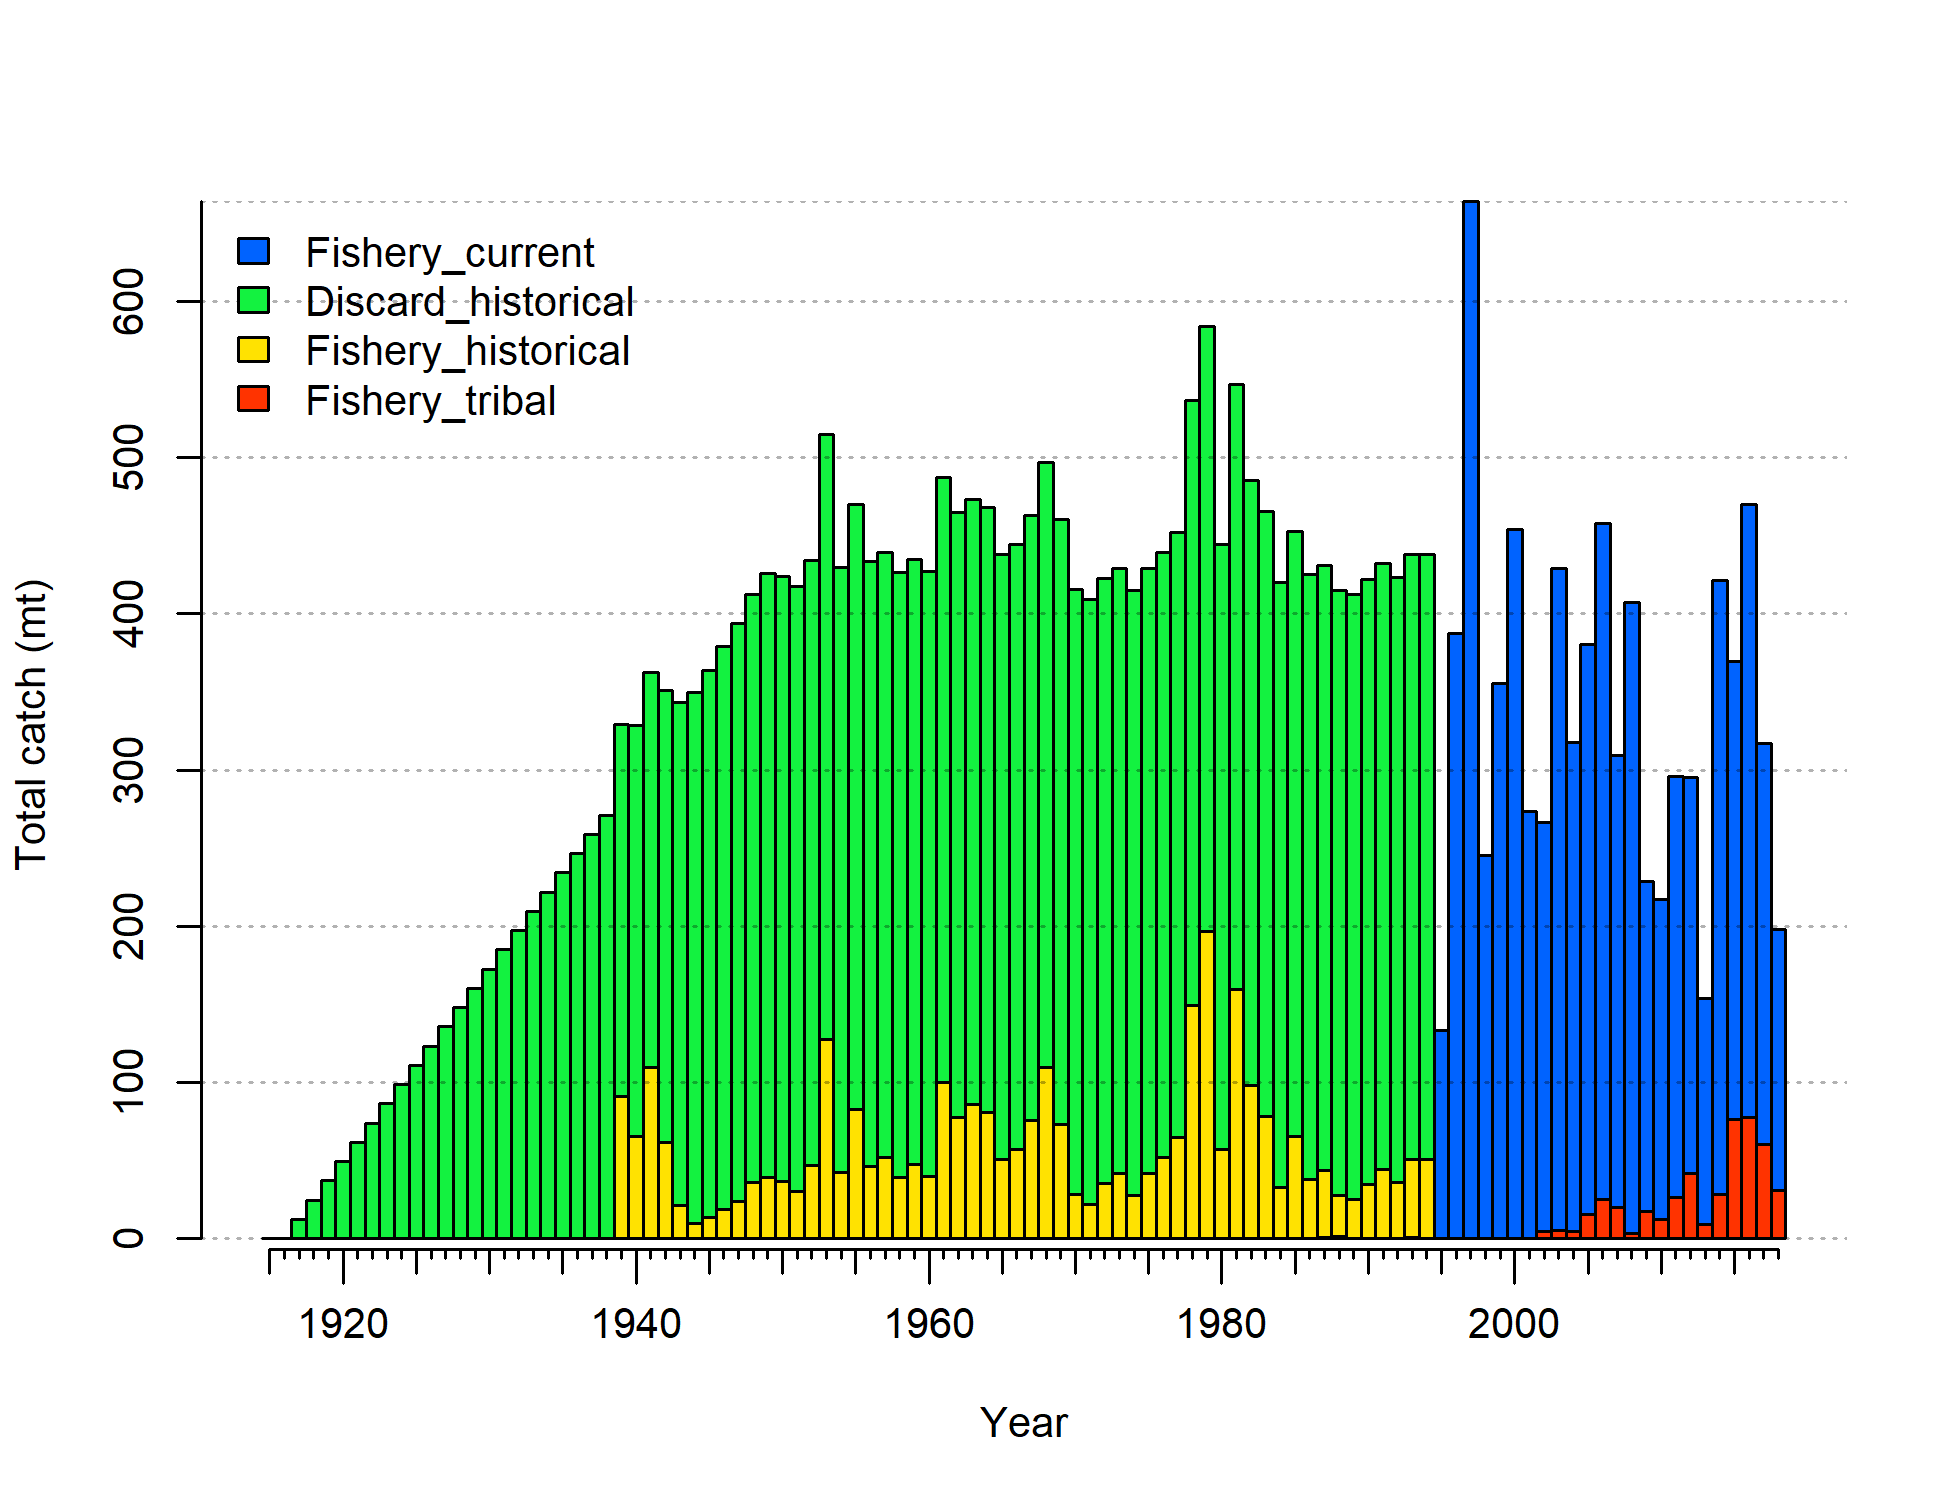 Fishery_current
Discard_historical
Fishery_historical
Fishery_tribal
Total catch (mt)
600
500
400
300
200
100
0
1920 1940 1960 1980 2000
Year